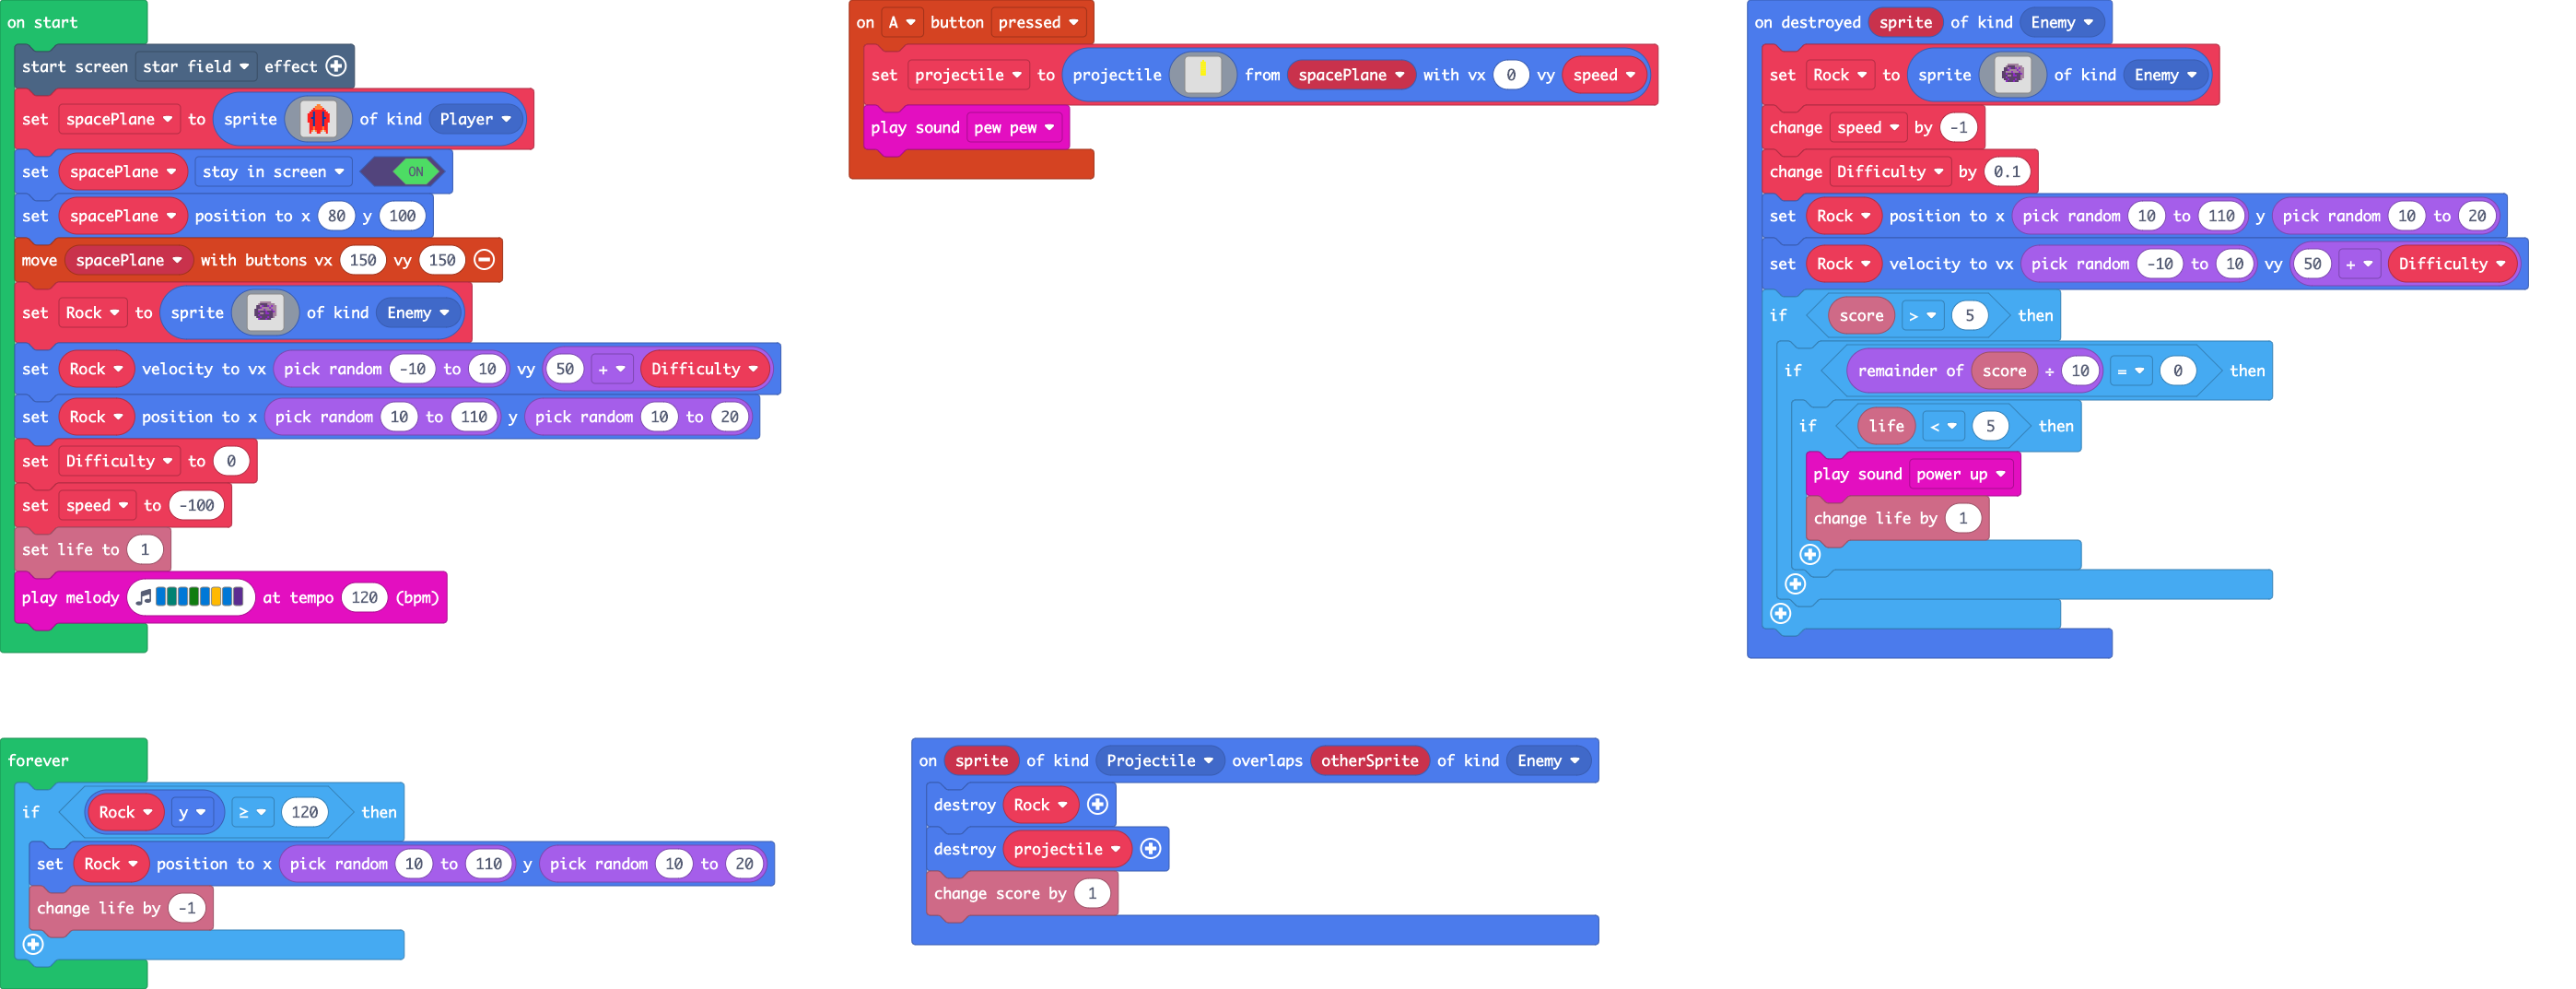 on start
start screen star field effect
set spacePlane to sprite of kind Player
set spacePlane stay in screen ON
set spacePlane position to x 80 y 100
move spacePlane with buttons vx 150 vy 150
set Rock to sprite of kind Enemy
set Rock velocity to vx pick random -10 to 10 vy 50 + Difficulty
set Rock position to x pick random 10 to 110 y pick random 10 to 20
set Difficulty to 0
set speed to -100
set life to 1
play melody at tempo 120 (bpm)
on A button pressed
set projectile to projectile from spacePlane with vx 0 vy speed
play sound pew pew
on destroyed sprite of kind Enemy
set Rock to sprite of kind Enemy
change speed by -1
change Difficulty by 0.1
set Rock position to x pick random 10 to 110 y pick random 10 to 20
set Rock velocity to vx pick random -10 to 10 vy 50 + Difficulty
if score > 5 then
if remainder of score ÷ 10 = 0 then
if life < 5 then
play sound power up
change life by 1
forever
if Rock y ≥ 120 then
set Rock position to x pick random 10 to 110 y pick random 10 to 20
change life by -1
on sprite of kind Projectile overlaps otherSprite of kind Enemy
destroy Rock
destroy projectile
change score by 1